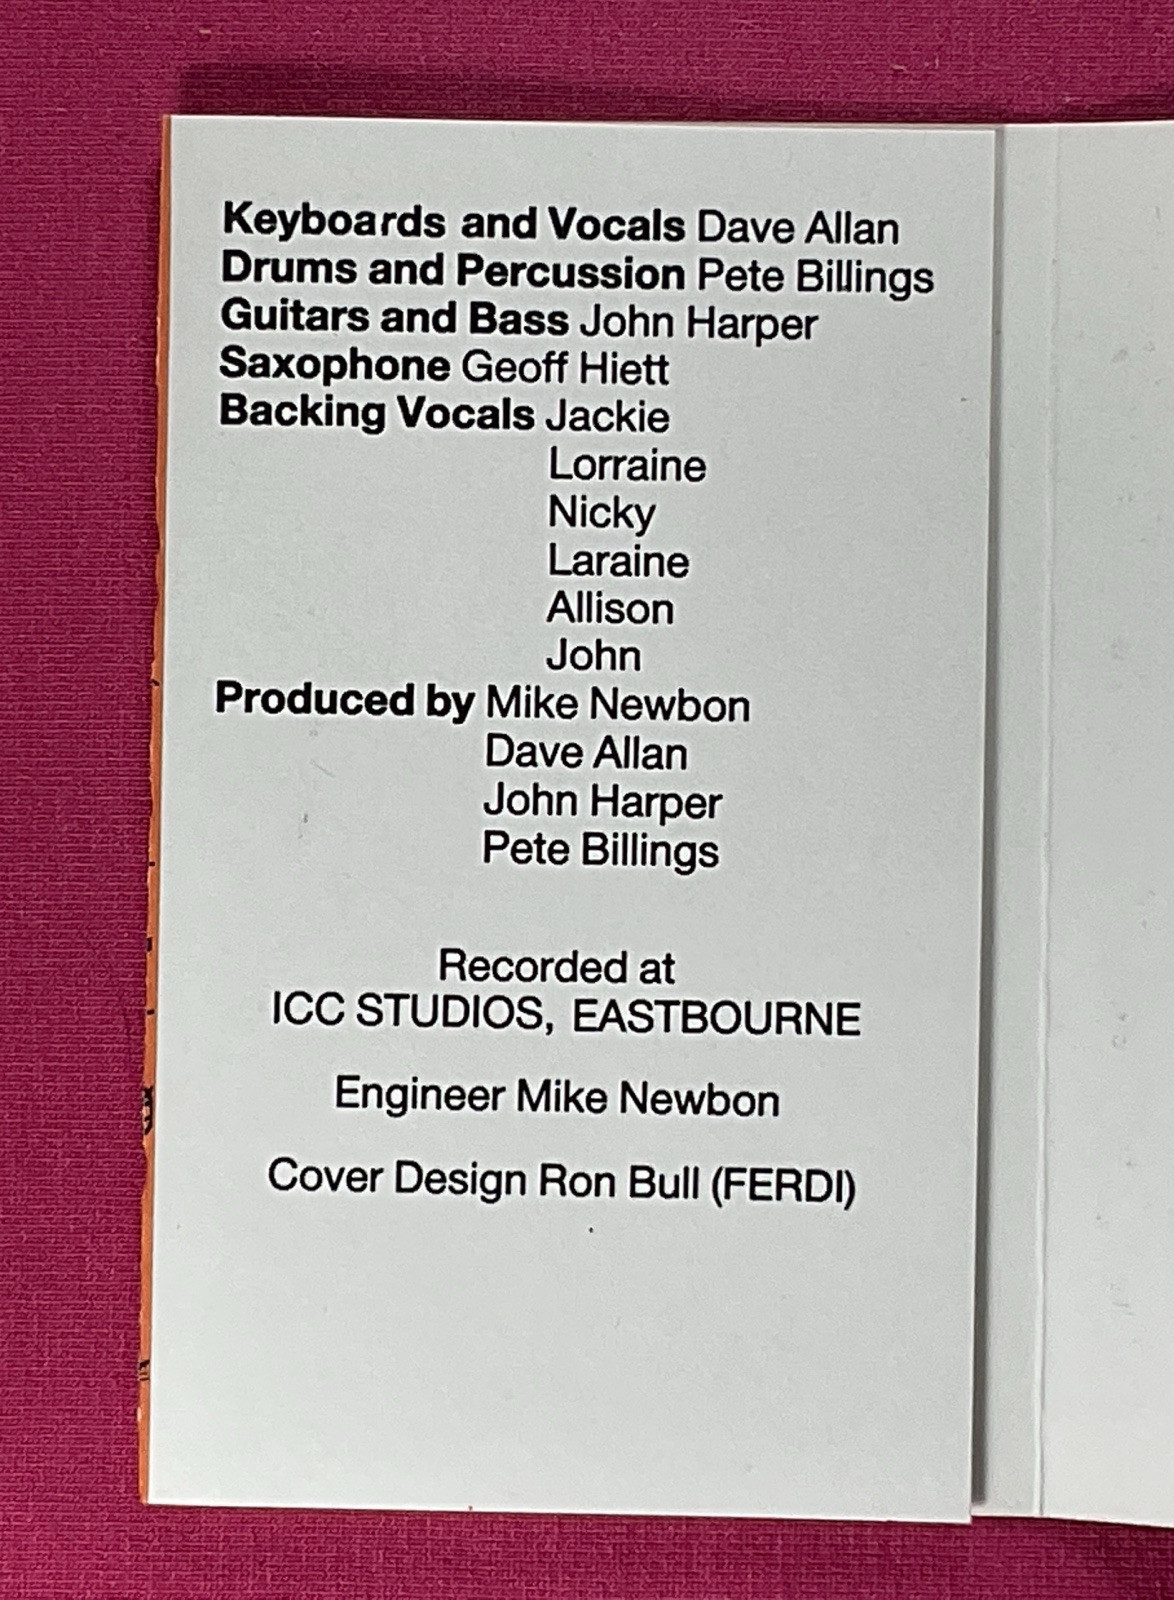 Keyboards and Vocals Dave Allan
Drums and Percussion Pete Billings
Guitars and Bass John Harper
Saxophone Geoff Hiett
Backing Vocals Jackie
Lorraine
Nicky
Laraine
Allison
John
Produced by Mike Newbon
Dave Allan
John Harper
Pete Billings
Recorded at
ICC STUDIOS, EASTBOURNE
Engineer Mike Newbon
Cover Design Ron Bull (FERDI)